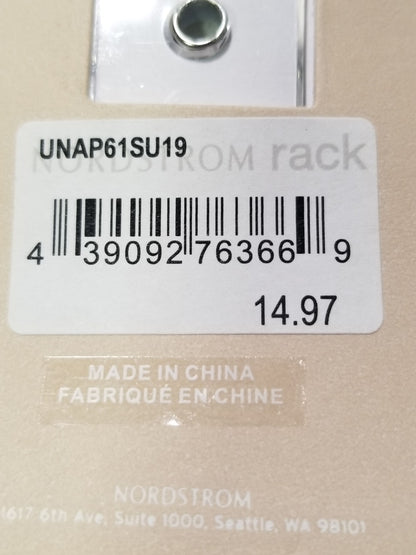 UNAP61SU19
NORDSTROM rack
4 39092 76366 9
14.97
MADE IN CHINA
FABRIQUÉ EN CHINE
NORDSTROM
1617 6th Ave, Suite 1000, Seattle, WA 98101